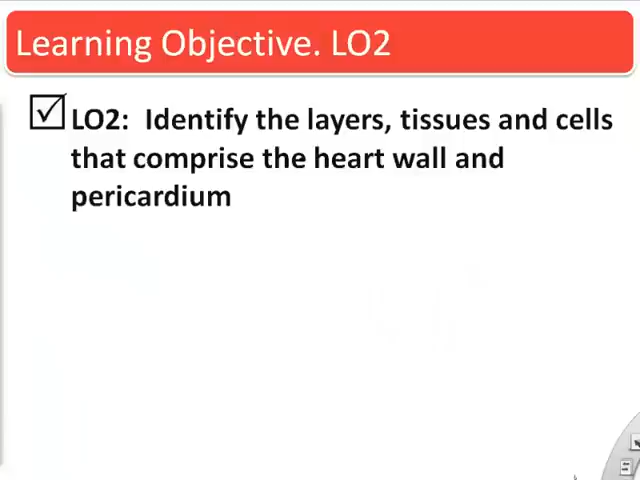 Learning Objective. LO2
LO2: Identify the layers, tissues and cells
that comprise the heart wall and
pericardium